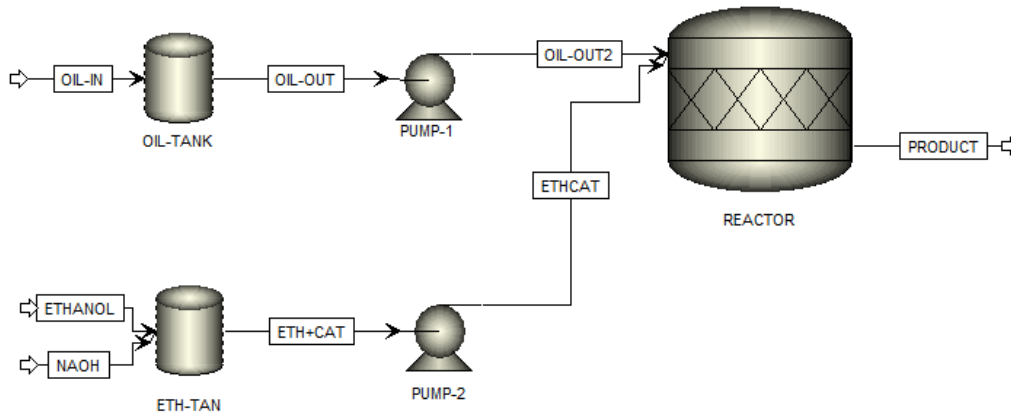 OIL-IN
OIL-OUT
OIL-OUT2
OIL-TANK
PUMP-1
PRODUCT
ETHCAT
REACTOR
ETHANOL
NAOH
ETH+CAT
ETH-TAN
PUMP-2